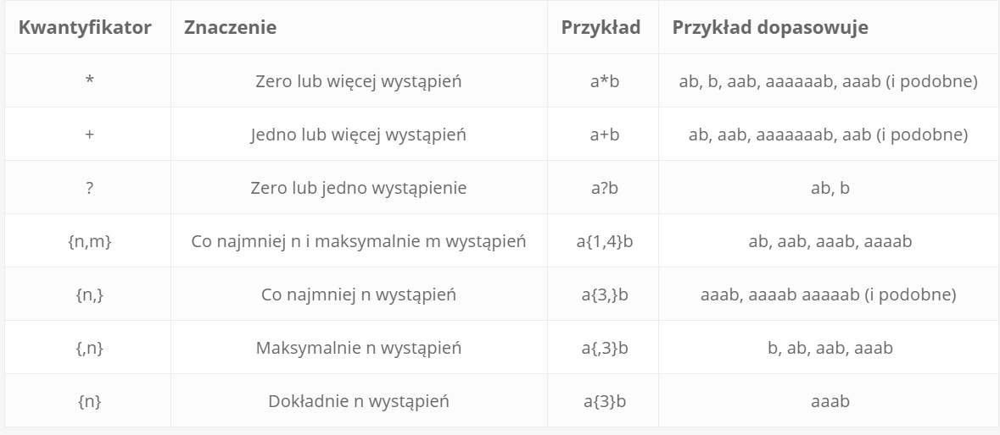 Kwantyfikator Znaczenie Przykład Przykład dopasowuje
* Zero lub więcej wystąpień a*b ab, b, aab, aaaaaab, aaab (i podobne)
+ Jedno lub więcej wystąpień a+b ab, aab, aaaaaaab, aab (i podobne)
? Zero lub jedno wystąpienie a?b ab, b
{n,m} Co najmniej n i maksymalnie m wystąpień a{1,4}b ab, aab, aaab, aaaab
{n,} Co najmniej n wystąpień a{3,}b aaab, aaaab aaaaab (i podobne)
{,n} Maksymalnie n wystąpień a{,3}b b, ab, aab, aaab
{n} Dokładnie n wystąpień a{3}b aaab